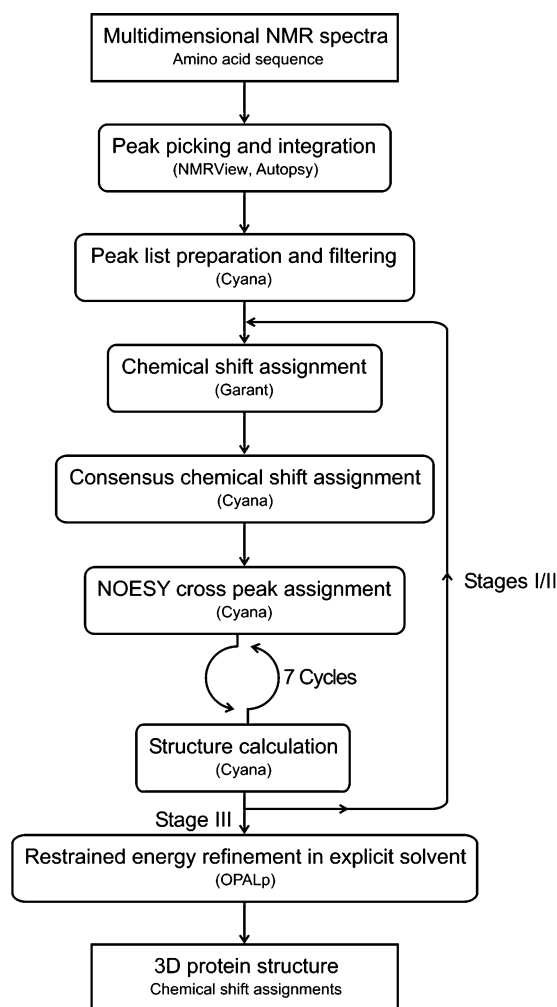 Multidimensional NMR spectra
Amino acid sequence
Peak picking and integration
(NMRView, Autopsy)
Peak list preparation and filtering
(Cyana)
Chemical shift assignment
(Garant)
Consensus chemical shift assignment
(Cyana)
NOESY cross peak assignment
(Cyana)
Stages I/II
7 Cycles
Structure calculation
(Cyana)
Stage III
Restrained energy refinement in explicit solvent
(OPALp)
3D protein structure
Chemical shift assignments